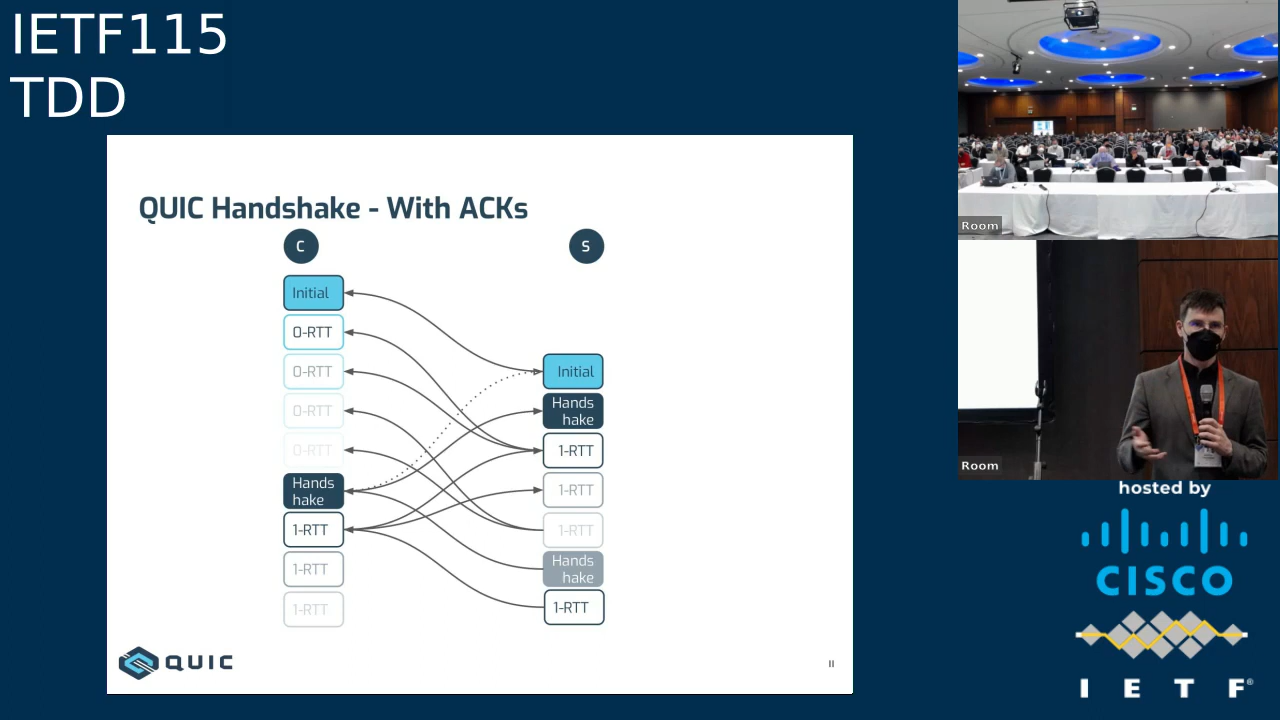 IETF115
TDD
QUIC Handshake - With ACKs
C
S
Initial
0-RTT
0-RTT
0-RTT
0-RTT
Hands
hake
1-RTT
1-RTT
1-RTT
Initial
Hands
hake
1-RTT
1-RTT
1-RTT
Hands
hake
1-RTT
QUIC
11
Room
Room
hosted by
CISCO
I E T F®